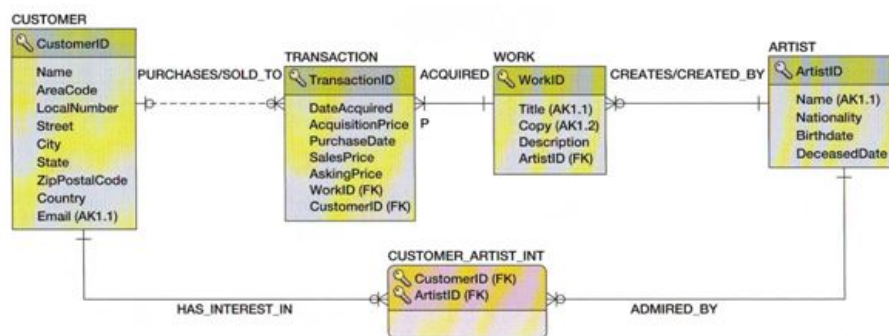 CUSTOMER
CustomerID
Name
AreaCode
LocalNumber
Street
City
State
ZipPostalCode
Country
Email (AK1.1)
PURCHASES/SOLD_TO
TRANSACTION
TransactionID
DateAcquired
AcquisitionPrice
PurchaseDate
SalesPrice
AskingPrice
WorkID (FK)
CustomerID (FK)
ACQUIRED
P
WORK
WorkID
Title (AK1.1)
Copy (AK1.2)
Description
ArtistID (FK)
CREATES/CREATED_BY
ARTIST
ArtistID
Name (AK1.1)
Nationality
Birthdate
DeceasedDate
CUSTOMER_ARTIST_INT
CustomerID (FK)
ArtistID (FK)
HAS_INTEREST_IN
ADMIRED_BY